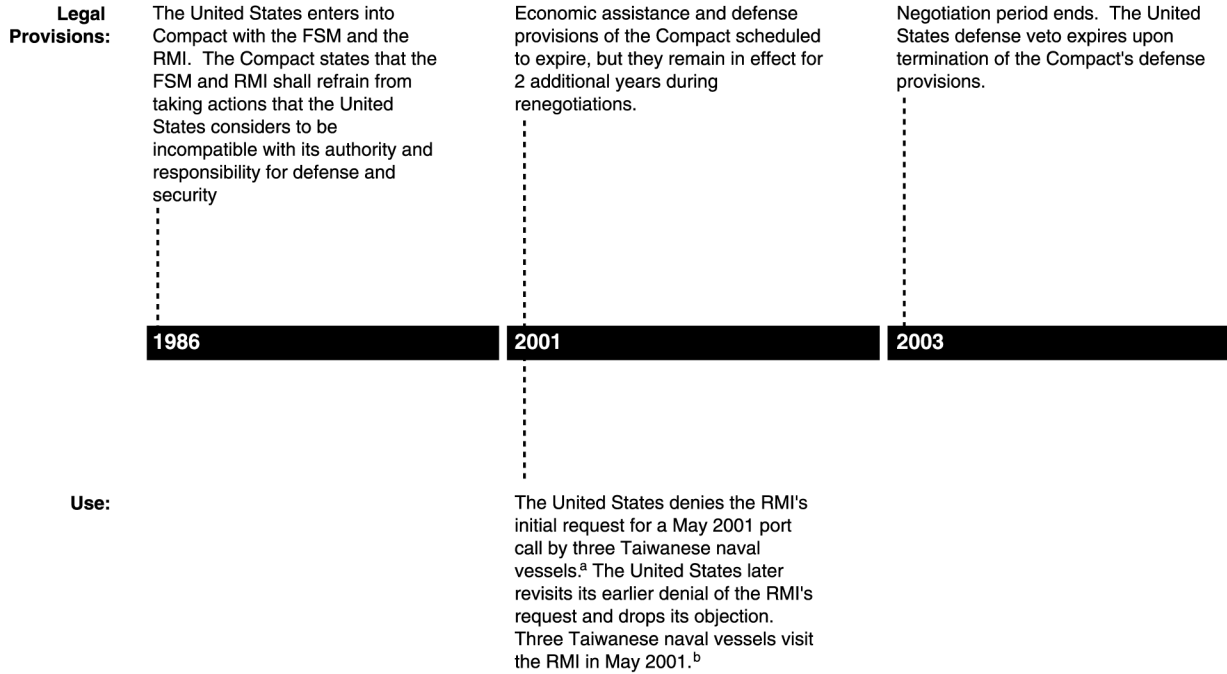 Legal
Provisions:
The United States enters into
Compact with the FSM and the
RMI.  The Compact states that the
FSM and RMI shall refrain from
taking actions that the United
States considers to be
incompatible with its authority and
responsibility for defense and
security
Economic assistance and defense
provisions of the Compact scheduled
to expire, but they remain in effect for
2 additional years during
renegotiations.
Negotiation period ends.  The United
States defense veto expires upon
termination of the Compact's defense
provisions.
1986
2001
2003
Use:
The United States denies the RMI's
initial request for a May 2001 port
call by three Taiwanese naval
vessels.a The United States later
revisits its earlier denial of the RMI's
request and drops its objection.
Three Taiwanese naval vessels visit
the RMI in May 2001.b